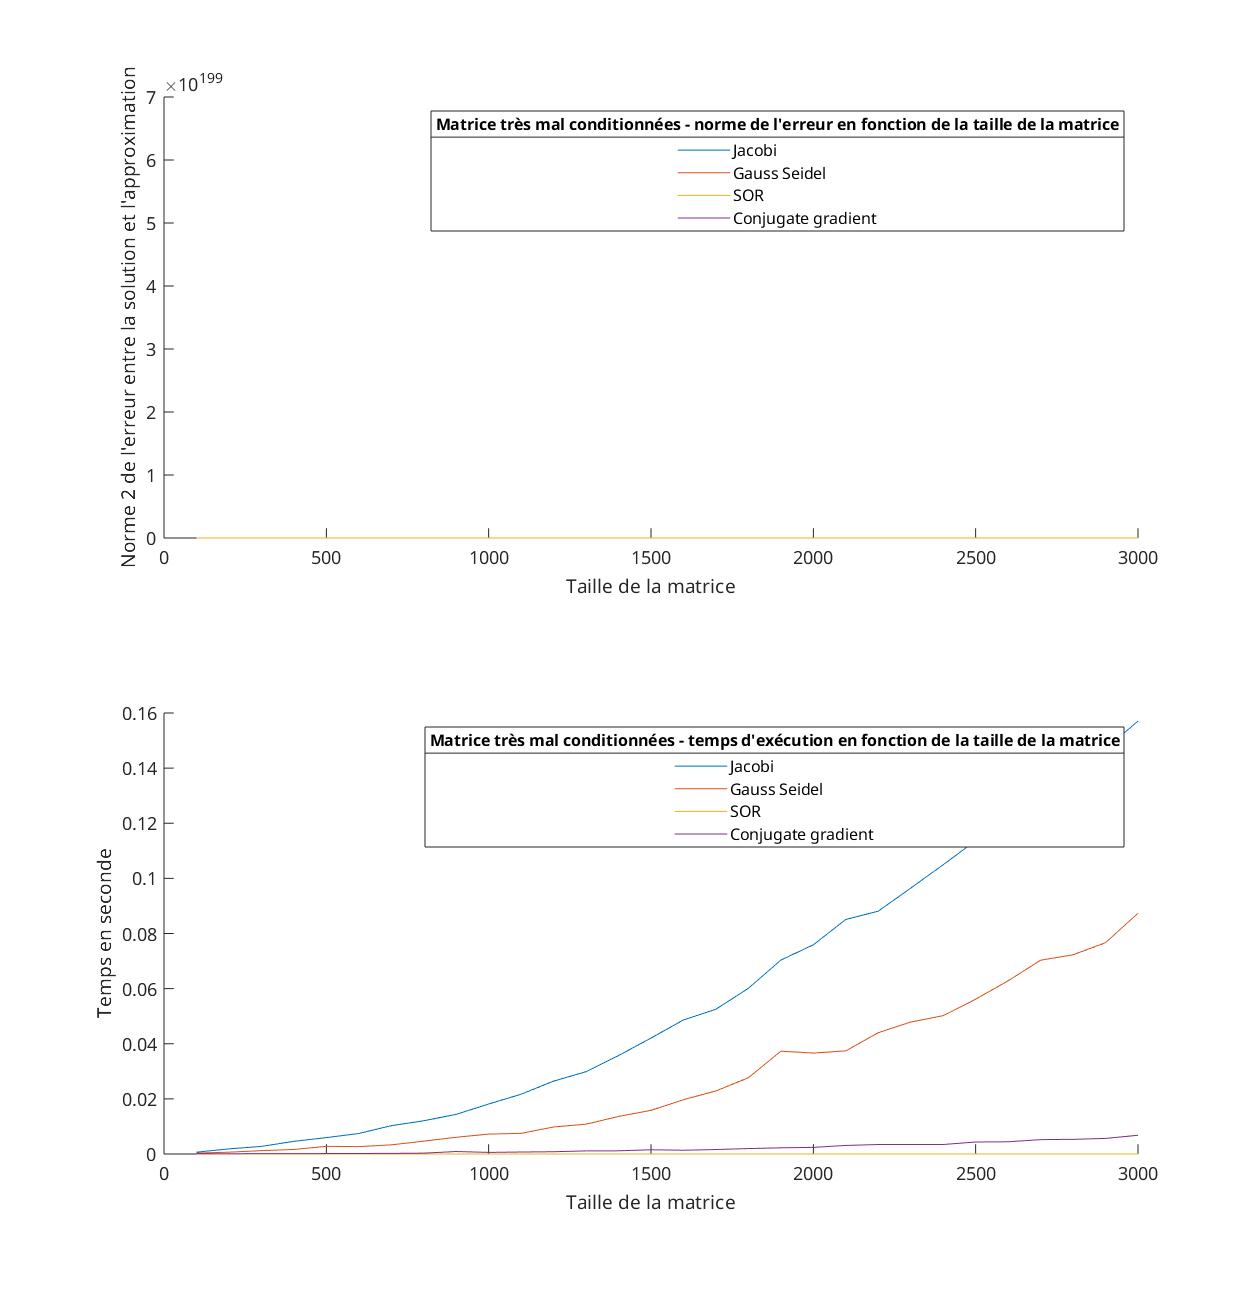 ×10^199
7
6
5
4
3
2
1
0
Norme 2 de l'erreur entre la solution et l'approximation
Matrice très mal conditionnées - norme de l'erreur en fonction de la taille de la matrice
Jacobi
Gauss Seidel
SOR
Conjugate gradient
0 500 1000 1500 2000 2500 3000
Taille de la matrice
0.16
0.14
0.12
0.1
0.08
0.06
0.04
0.02
0
Temps en seconde
Matrice très mal conditionnées - temps d'exécution en fonction de la taille de la matrice
Jacobi
Gauss Seidel
SOR
Conjugate gradient
0 500 1000 1500 2000 2500 3000
Taille de la matrice